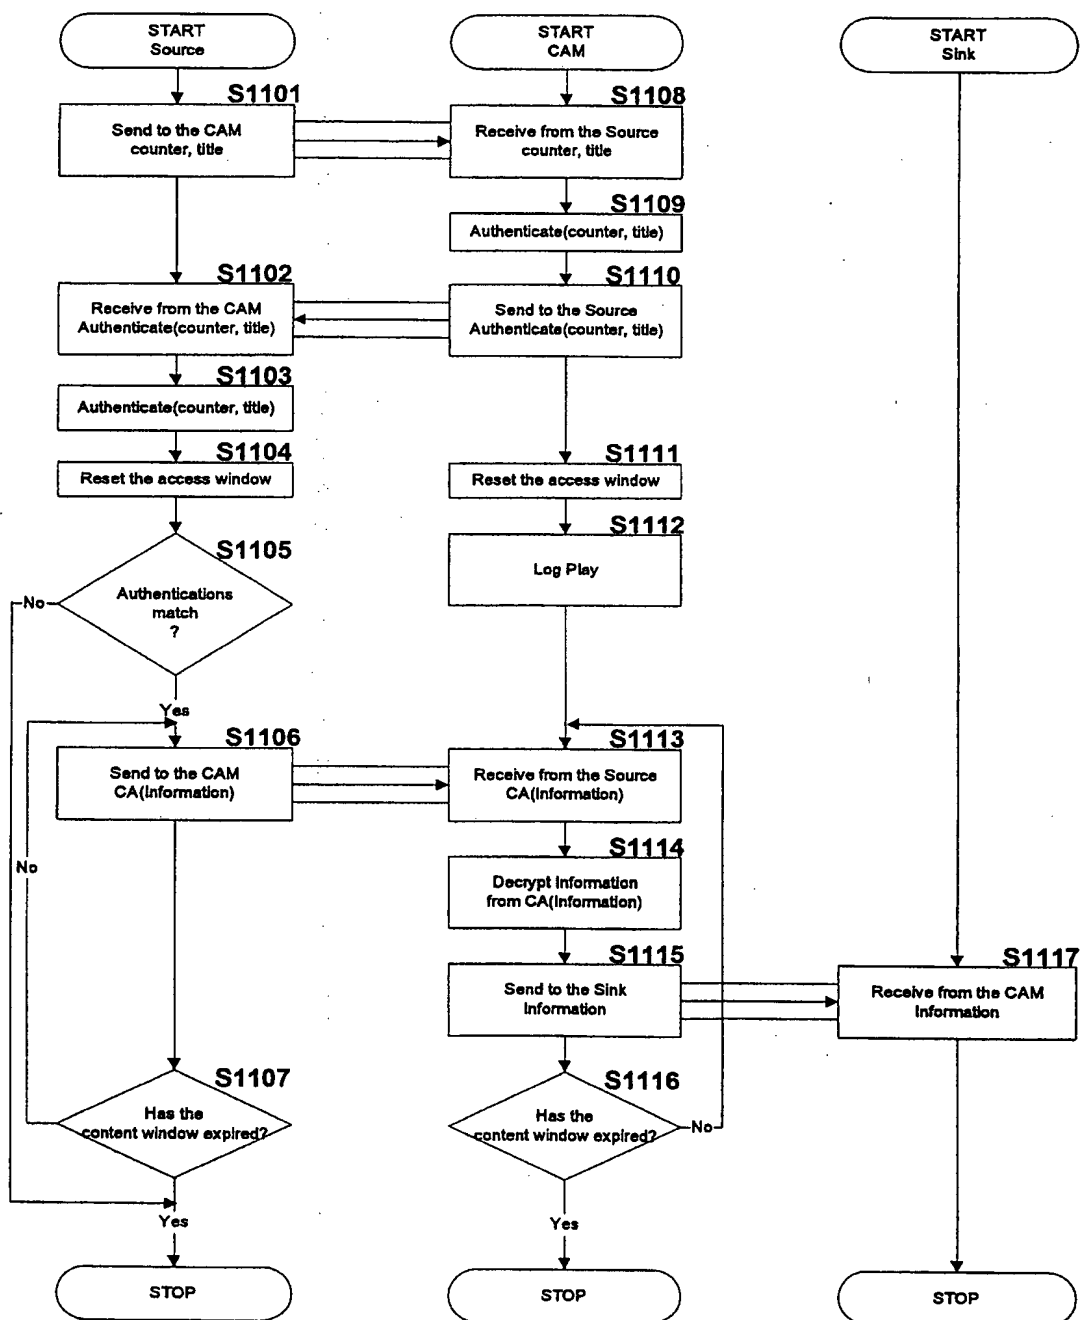 START
Source
START
CAM
START
Sink
S1101
Send to the CAM
counter, title
S1108
Receive from the Source
counter, title
S1109
Authenticate(counter, title)
S1102
Receive from the CAM
Authenticate(counter, title)
S1110
Send to the Source
Authenticate(counter, title)
S1103
Authenticate(counter, title)
S1104
Reset the access window
S1111
Reset the access window
S1112
Log Play
S1105
Authentications
match
?
No
Yes
S1106
Send to the CAM
CA(Information)
S1113
Receive from the Source
CA(Information)
S1114
Decrypt Information
from CA(Information)
No
S1115
Send to the Sink
Information
S1117
Receive from the CAM
Information
S1107
Has the
content window expired?
S1116
Has the
content window expired?
No
Yes
Yes
STOP
STOP
STOP